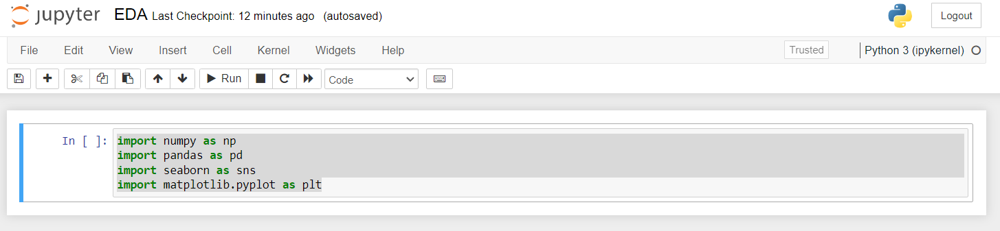 jupyter EDA Last Checkpoint: 12 minutes ago (autosaved) Logout
File Edit View Insert Cell Kernel Widgets Help Trusted Python 3 (ipykernel)
Run Code
In [ ]: import numpy as np
import pandas as pd
import seaborn as sns
import matplotlib.pyplot as plt